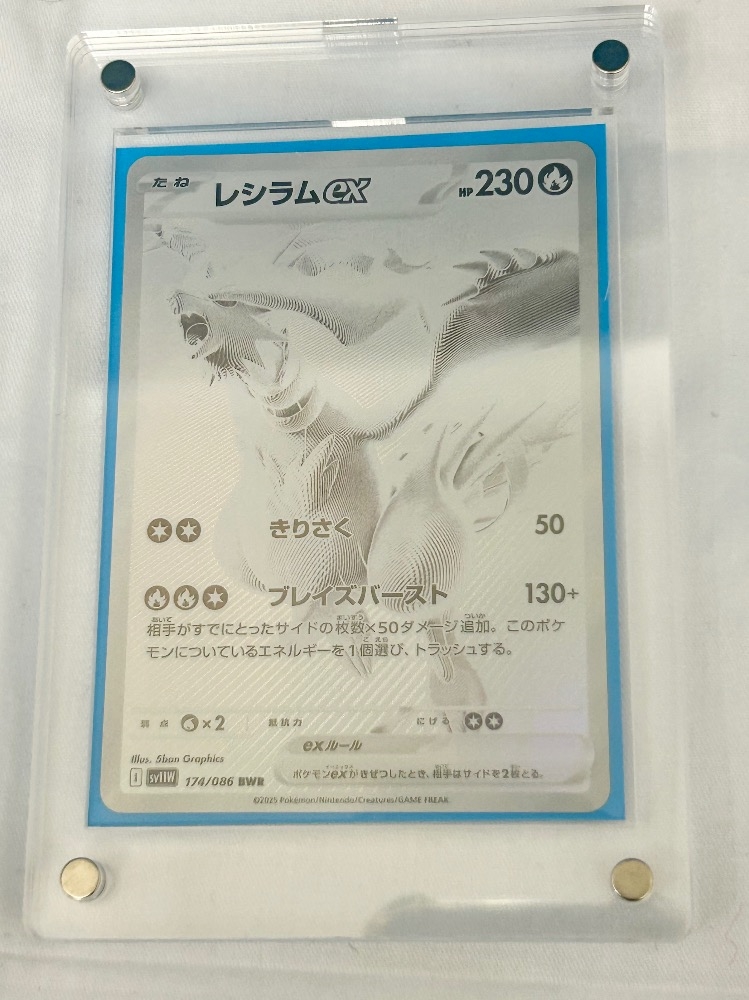 たね レシラムex HP230
きりさく 50
ブレイズバースト 130+
相手がすでにとったサイドの枚数×50ダメージ追加。このポケ
モンについているエネルギーを1個選び、トラッシュする。
弱点 ×2 抵抗力 にげる
exルール
ポケモンexがきぜつしたとき、相手はサイドを2枚とる。
Illus. 5ban Graphics
I sv11W 174/086 BWR
©2025 Pokémon/Nintendo/Creatures/GAME FREAK